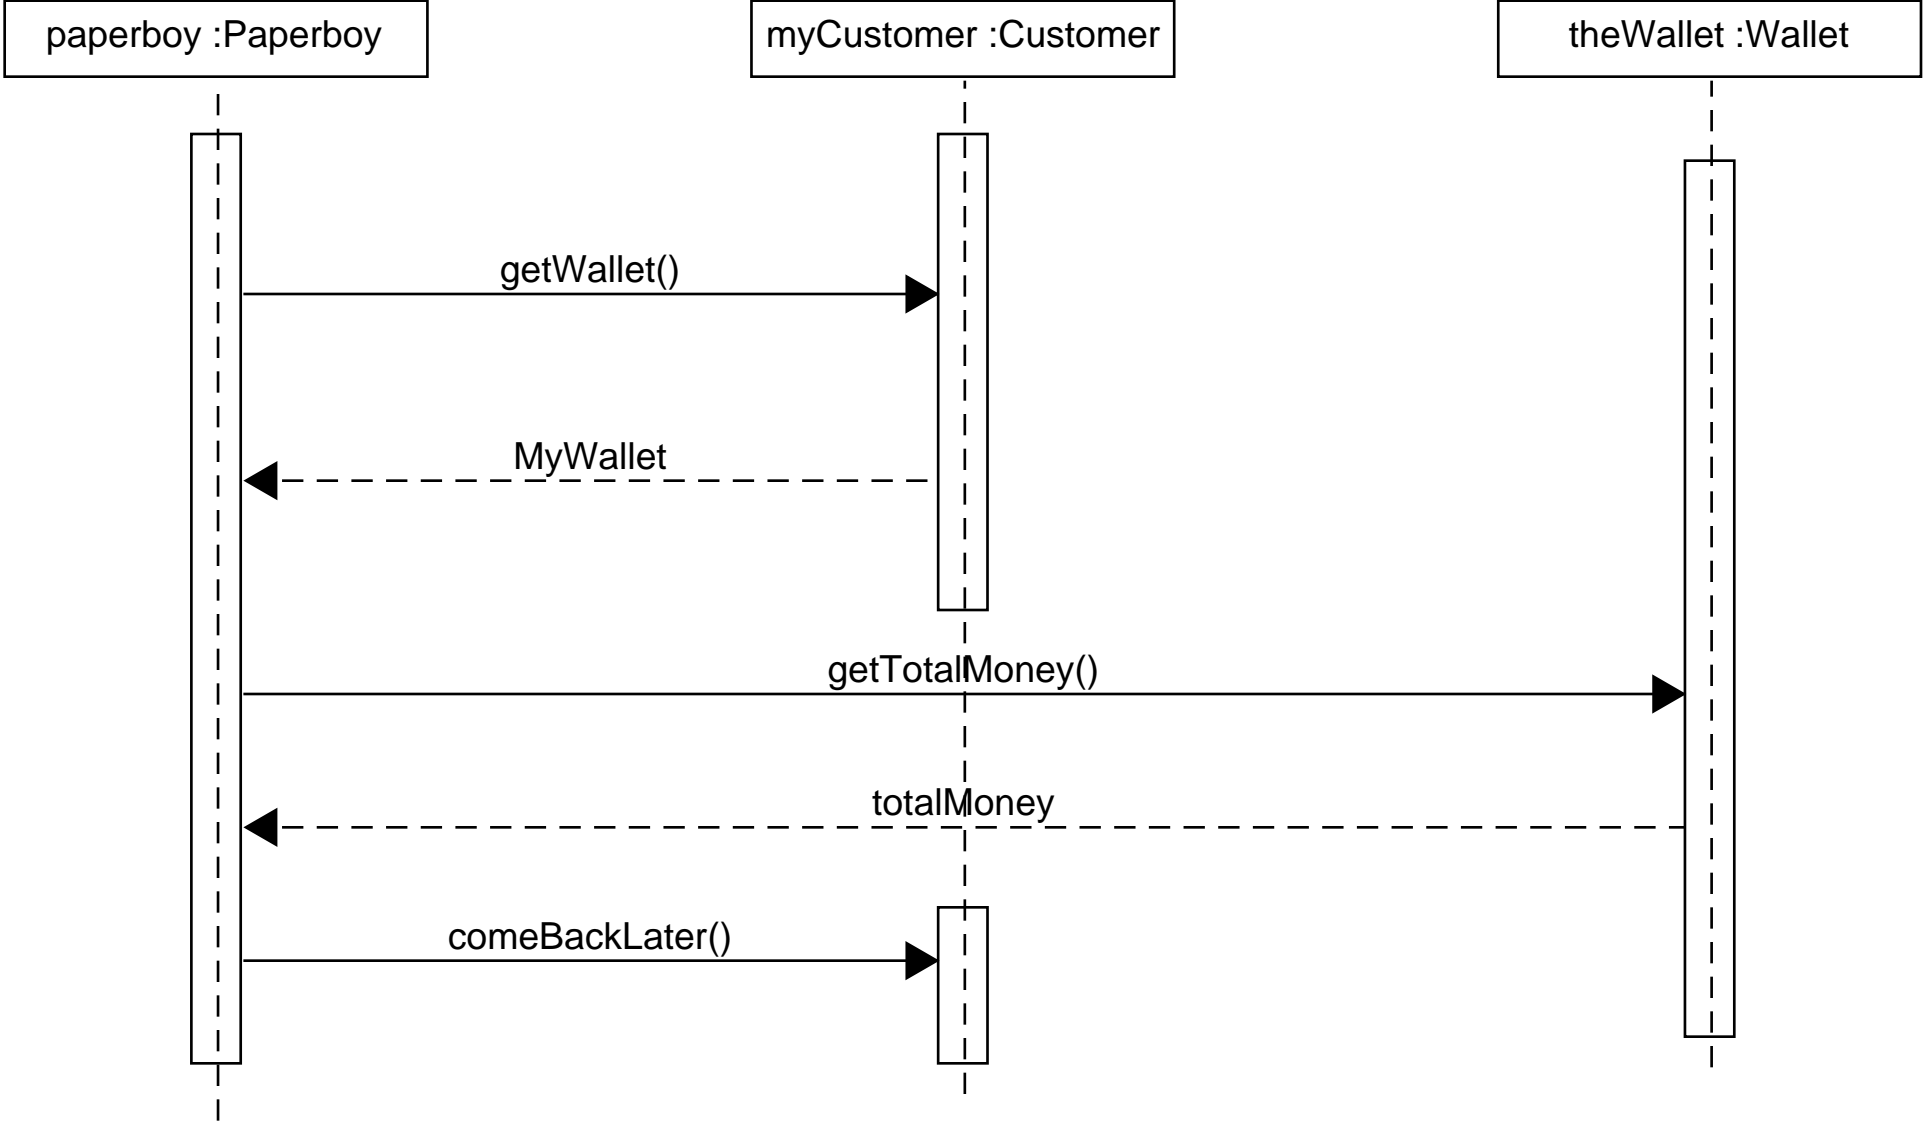 paperboy :Paperboy
myCustomer :Customer
theWallet :Wallet
getWallet()
MyWallet
getTotalMoney()
totalMoney
comeBackLater()